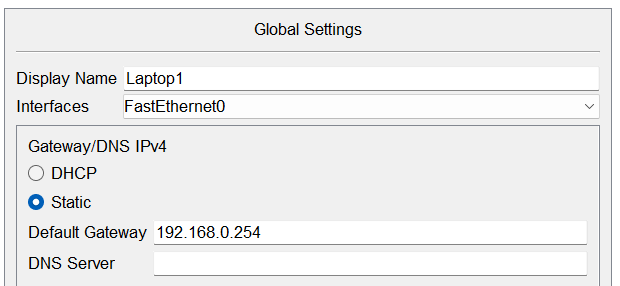 Global Settings
Display Name Laptop1
Interfaces FastEthernet0
Gateway/DNS IPv4
DHCP
Static
Default Gateway 192.168.0.254
DNS Server